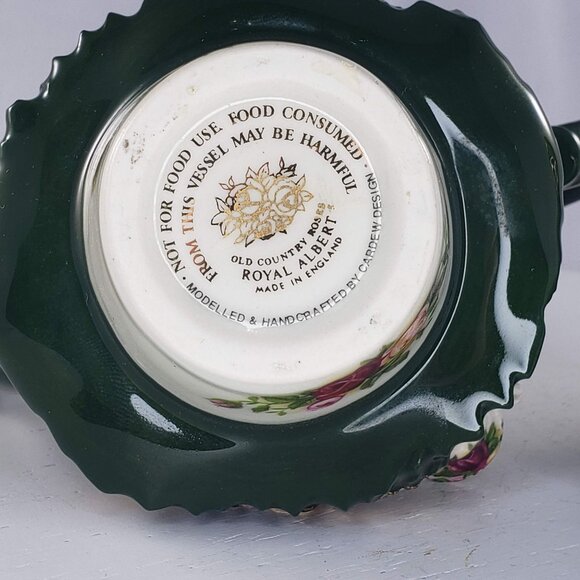 · NOT FOR FOOD USE. FOOD CONSUMED ·
FROM THIS VESSEL MAY BE HARMFUL
OLD COUNTRY ROSES
ROYAL ALBERT
MADE IN ENGLAND
MODELLED & HANDCRAFTED BY CARDEW DESIGN